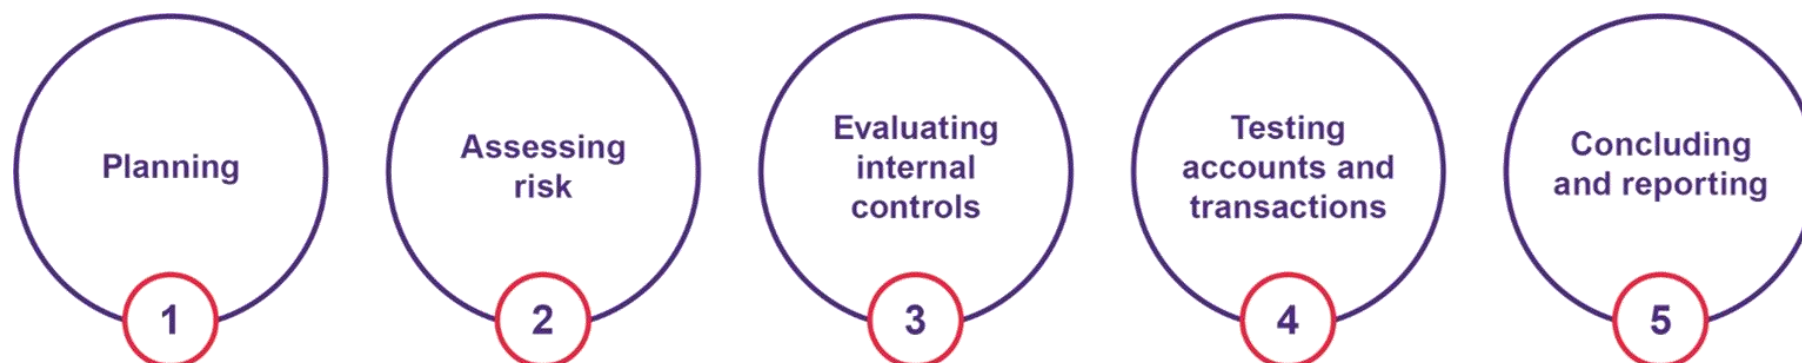 Planning
1
Assessing
risk
2
Evaluating
internal
controls
3
Testing
accounts and
transactions
4
Concluding
and reporting
5